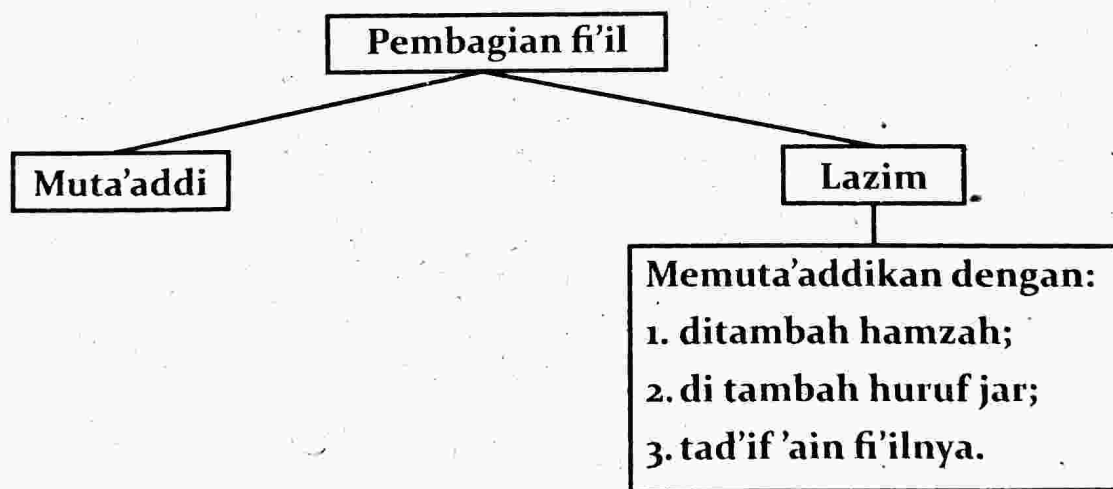 Pembagian fi’il
Muta’addi
Lazim
Memuta’addikan dengan:
1. ditambah hamzah;
2. di tambah huruf jar;
3. tad’if ’ain fi’ilnya.